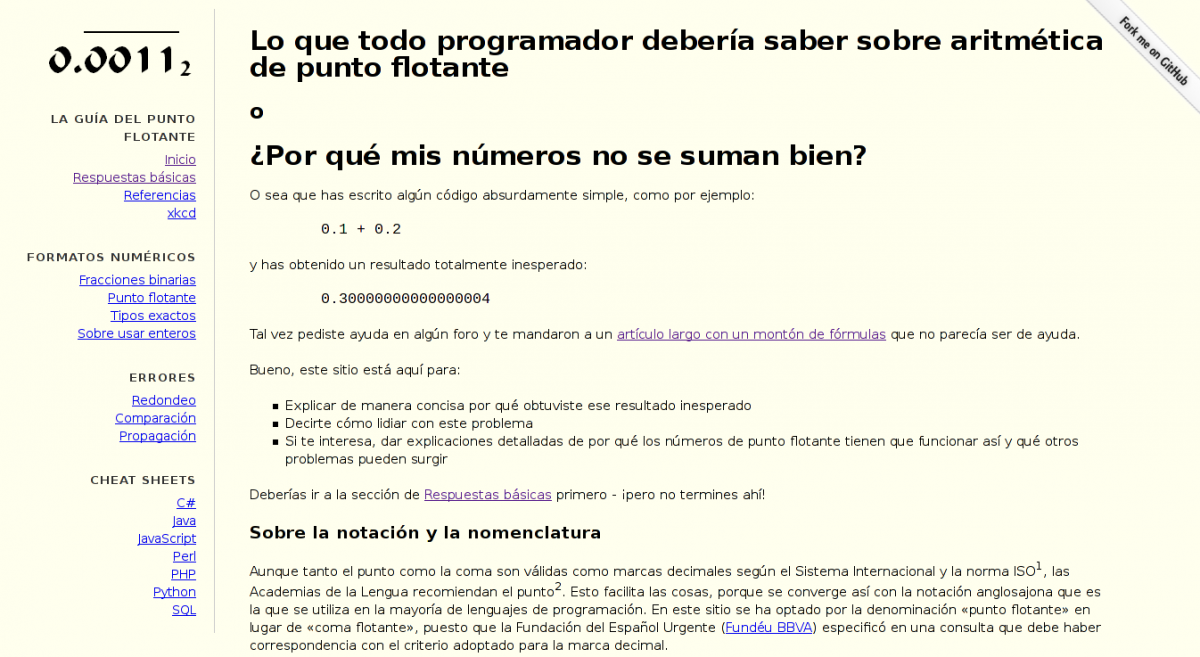 0.00112
LA GUÍA DEL PUNTO
FLOTANTE
Inicio
Respuestas básicas
Referencias
xkcd
FORMATOS NUMÉRICOS
Fracciones binarias
Punto flotante
Tipos exactos
Sobre usar enteros
ERRORES
Redondeo
Comparación
Propagación
CHEAT SHEETS
C#
Java
JavaScript
Perl
PHP
Python
SQL
Fork me on GitHub
Lo que todo programador debería saber sobre aritmética
de punto flotante
o
¿Por qué mis números no se suman bien?
O sea que has escrito algún código absurdamente simple, como por ejemplo:
0.1 + 0.2
y has obtenido un resultado totalmente inesperado:
0.30000000000000004
Tal vez pediste ayuda en algún foro y te mandaron a un artículo largo con un montón de fórmulas que no parecía ser de ayuda.
Bueno, este sitio está aquí para:
▪ Explicar de manera concisa por qué obtuviste ese resultado inesperado
▪ Decirte cómo lidiar con este problema
▪ Si te interesa, dar explicaciones detalladas de por qué los números de punto flotante tienen que funcionar así y qué otros
problemas pueden surgir
Deberías ir a la sección de Respuestas básicas primero - ¡pero no termines ahí!
Sobre la notación y la nomenclatura
Aunque tanto el punto como la coma son válidas como marcas decimales según el Sistema Internacional y la norma ISO1, las
Academias de la Lengua recomiendan el punto2. Esto facilita las cosas, porque se converge así con la notación anglosajona que es
la que se utiliza en la mayoría de lenguajes de programación. En este sitio se ha optado por la denominación «punto flotante» en
lugar de «coma flotante», puesto que la Fundación del Español Urgente (Fundéu BBVA) especificó en una consulta que debe haber
correspondencia con el criterio adoptado para la marca decimal.